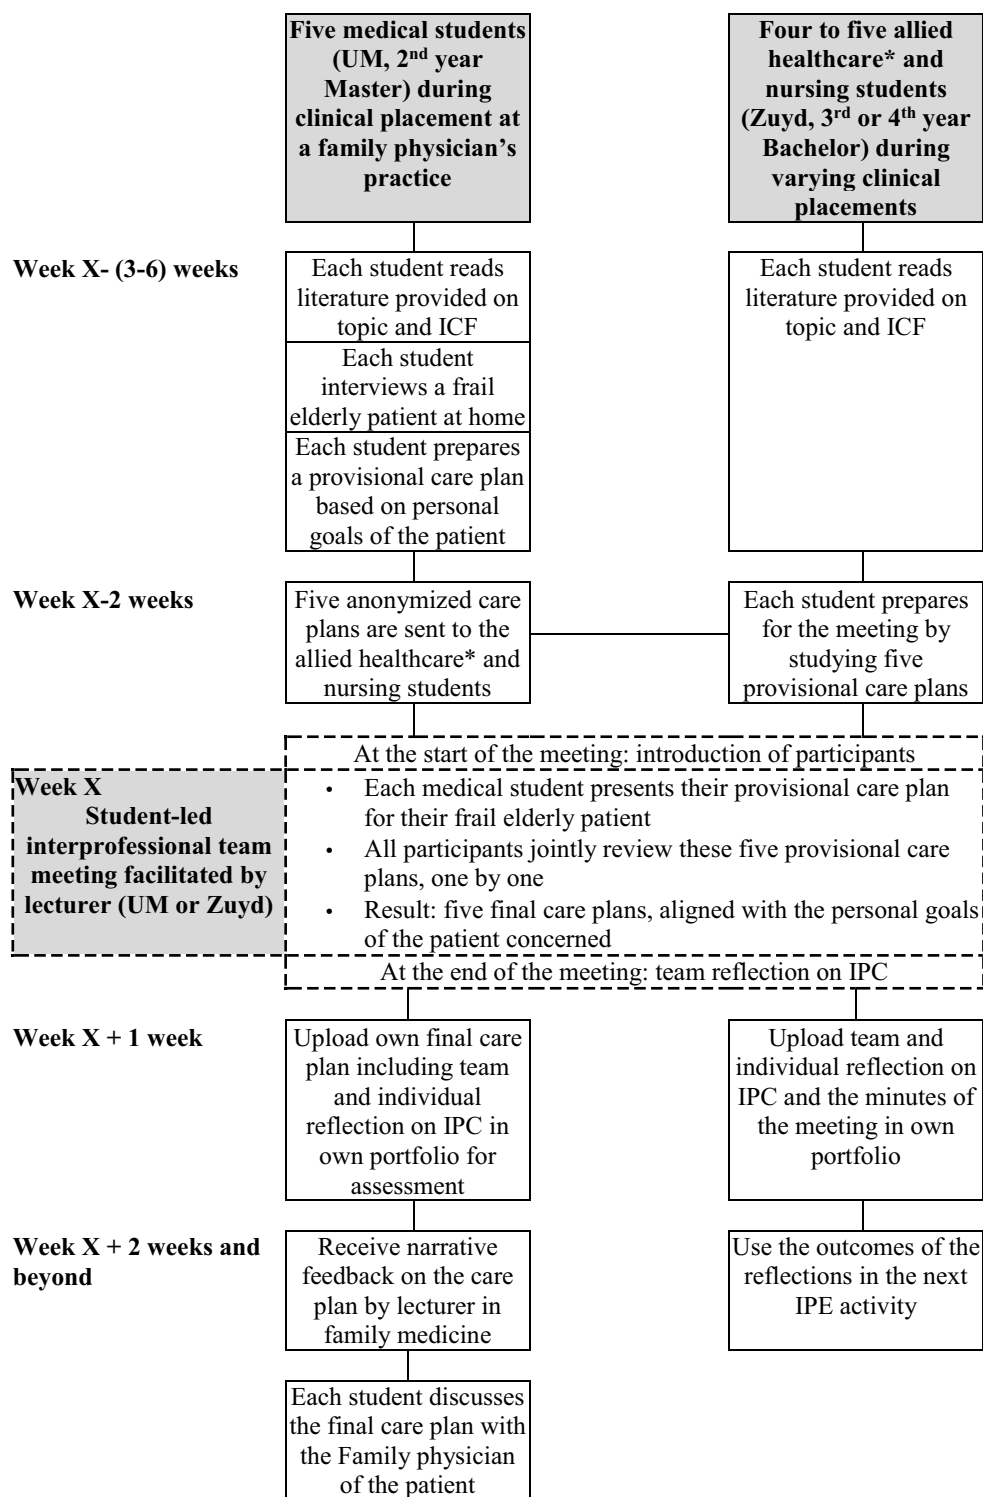 Five medical students
(UM, 2nd year
Master) during
clinical placement at
a family physician's
practice
Four to five allied
healthcare* and
nursing students
(Zuyd, 3rd or 4th year
Bachelor) during
varying clinical
placements
Week X- (3-6) weeks
Each student reads
literature provided on
topic and ICF
Each student
interviews a frail
elderly patient at home
Each student prepares
a provisional care plan
based on personal
goals of the patient
Each student reads
literature provided on
topic and ICF
Week X-2 weeks
Five anonymized care
plans are sent to the
allied healthcare* and
nursing students
Each student prepares
for the meeting by
studying five
provisional care plans
At the start of the meeting: introduction of participants
Week X
Student-led
interprofessional team
meeting facilitated by
lecturer (UM or Zuyd)
• Each medical student presents their provisional care plan
for their frail elderly patient
• All participants jointly review these five provisional care
plans, one by one
• Result: five final care plans, aligned with the personal goals
of the patient concerned
At the end of the meeting: team reflection on IPC
Week X + 1 week
Upload own final care
plan including team
and individual
reflection on IPC in
own portfolio for
assessment
Upload team and
individual reflection on
IPC and the minutes of
the meeting in own
portfolio
Week X + 2 weeks and
beyond
Receive narrative
feedback on the care
plan by lecturer in
family medicine
Use the outcomes of the
reflections in the next
IPE activity
Each student discusses
the final care plan with
the Family physician
of the patient